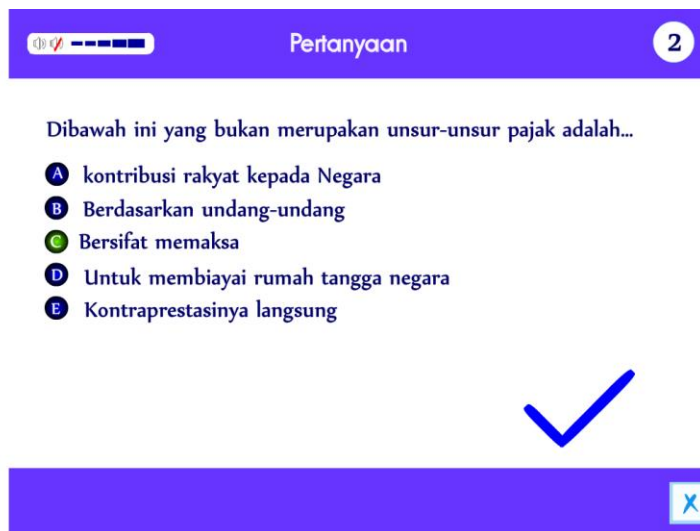 Pertanyaan
2
Dibawah ini yang bukan merupakan unsur-unsur pajak adalah...
A kontribusi rakyat kepada Negara
B Berdasarkan undang-undang
C Bersifat memaksa
D Untuk membiayai rumah tangga negara
E Kontraprestasinya langsung